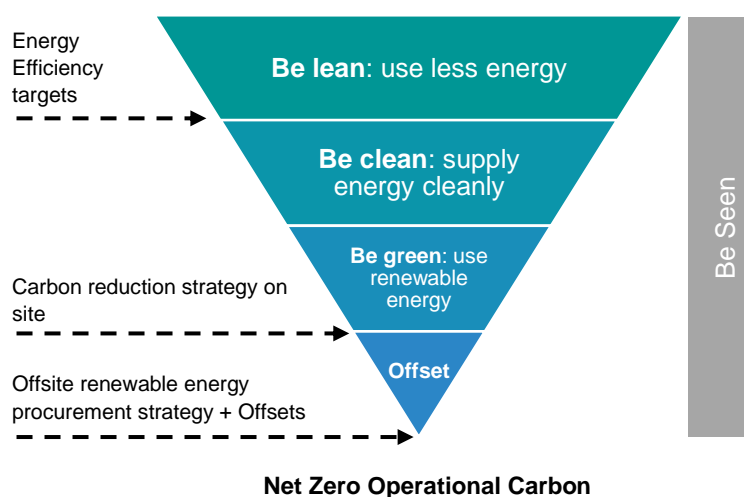 Energy
Efficiency
targets
Be lean: use less energy
Be clean: supply
energy cleanly
Be green: use
renewable
energy
Carbon reduction strategy on
site
Offset
Offsite renewable energy
procurement strategy + Offsets
Be Seen
Net Zero Operational Carbon